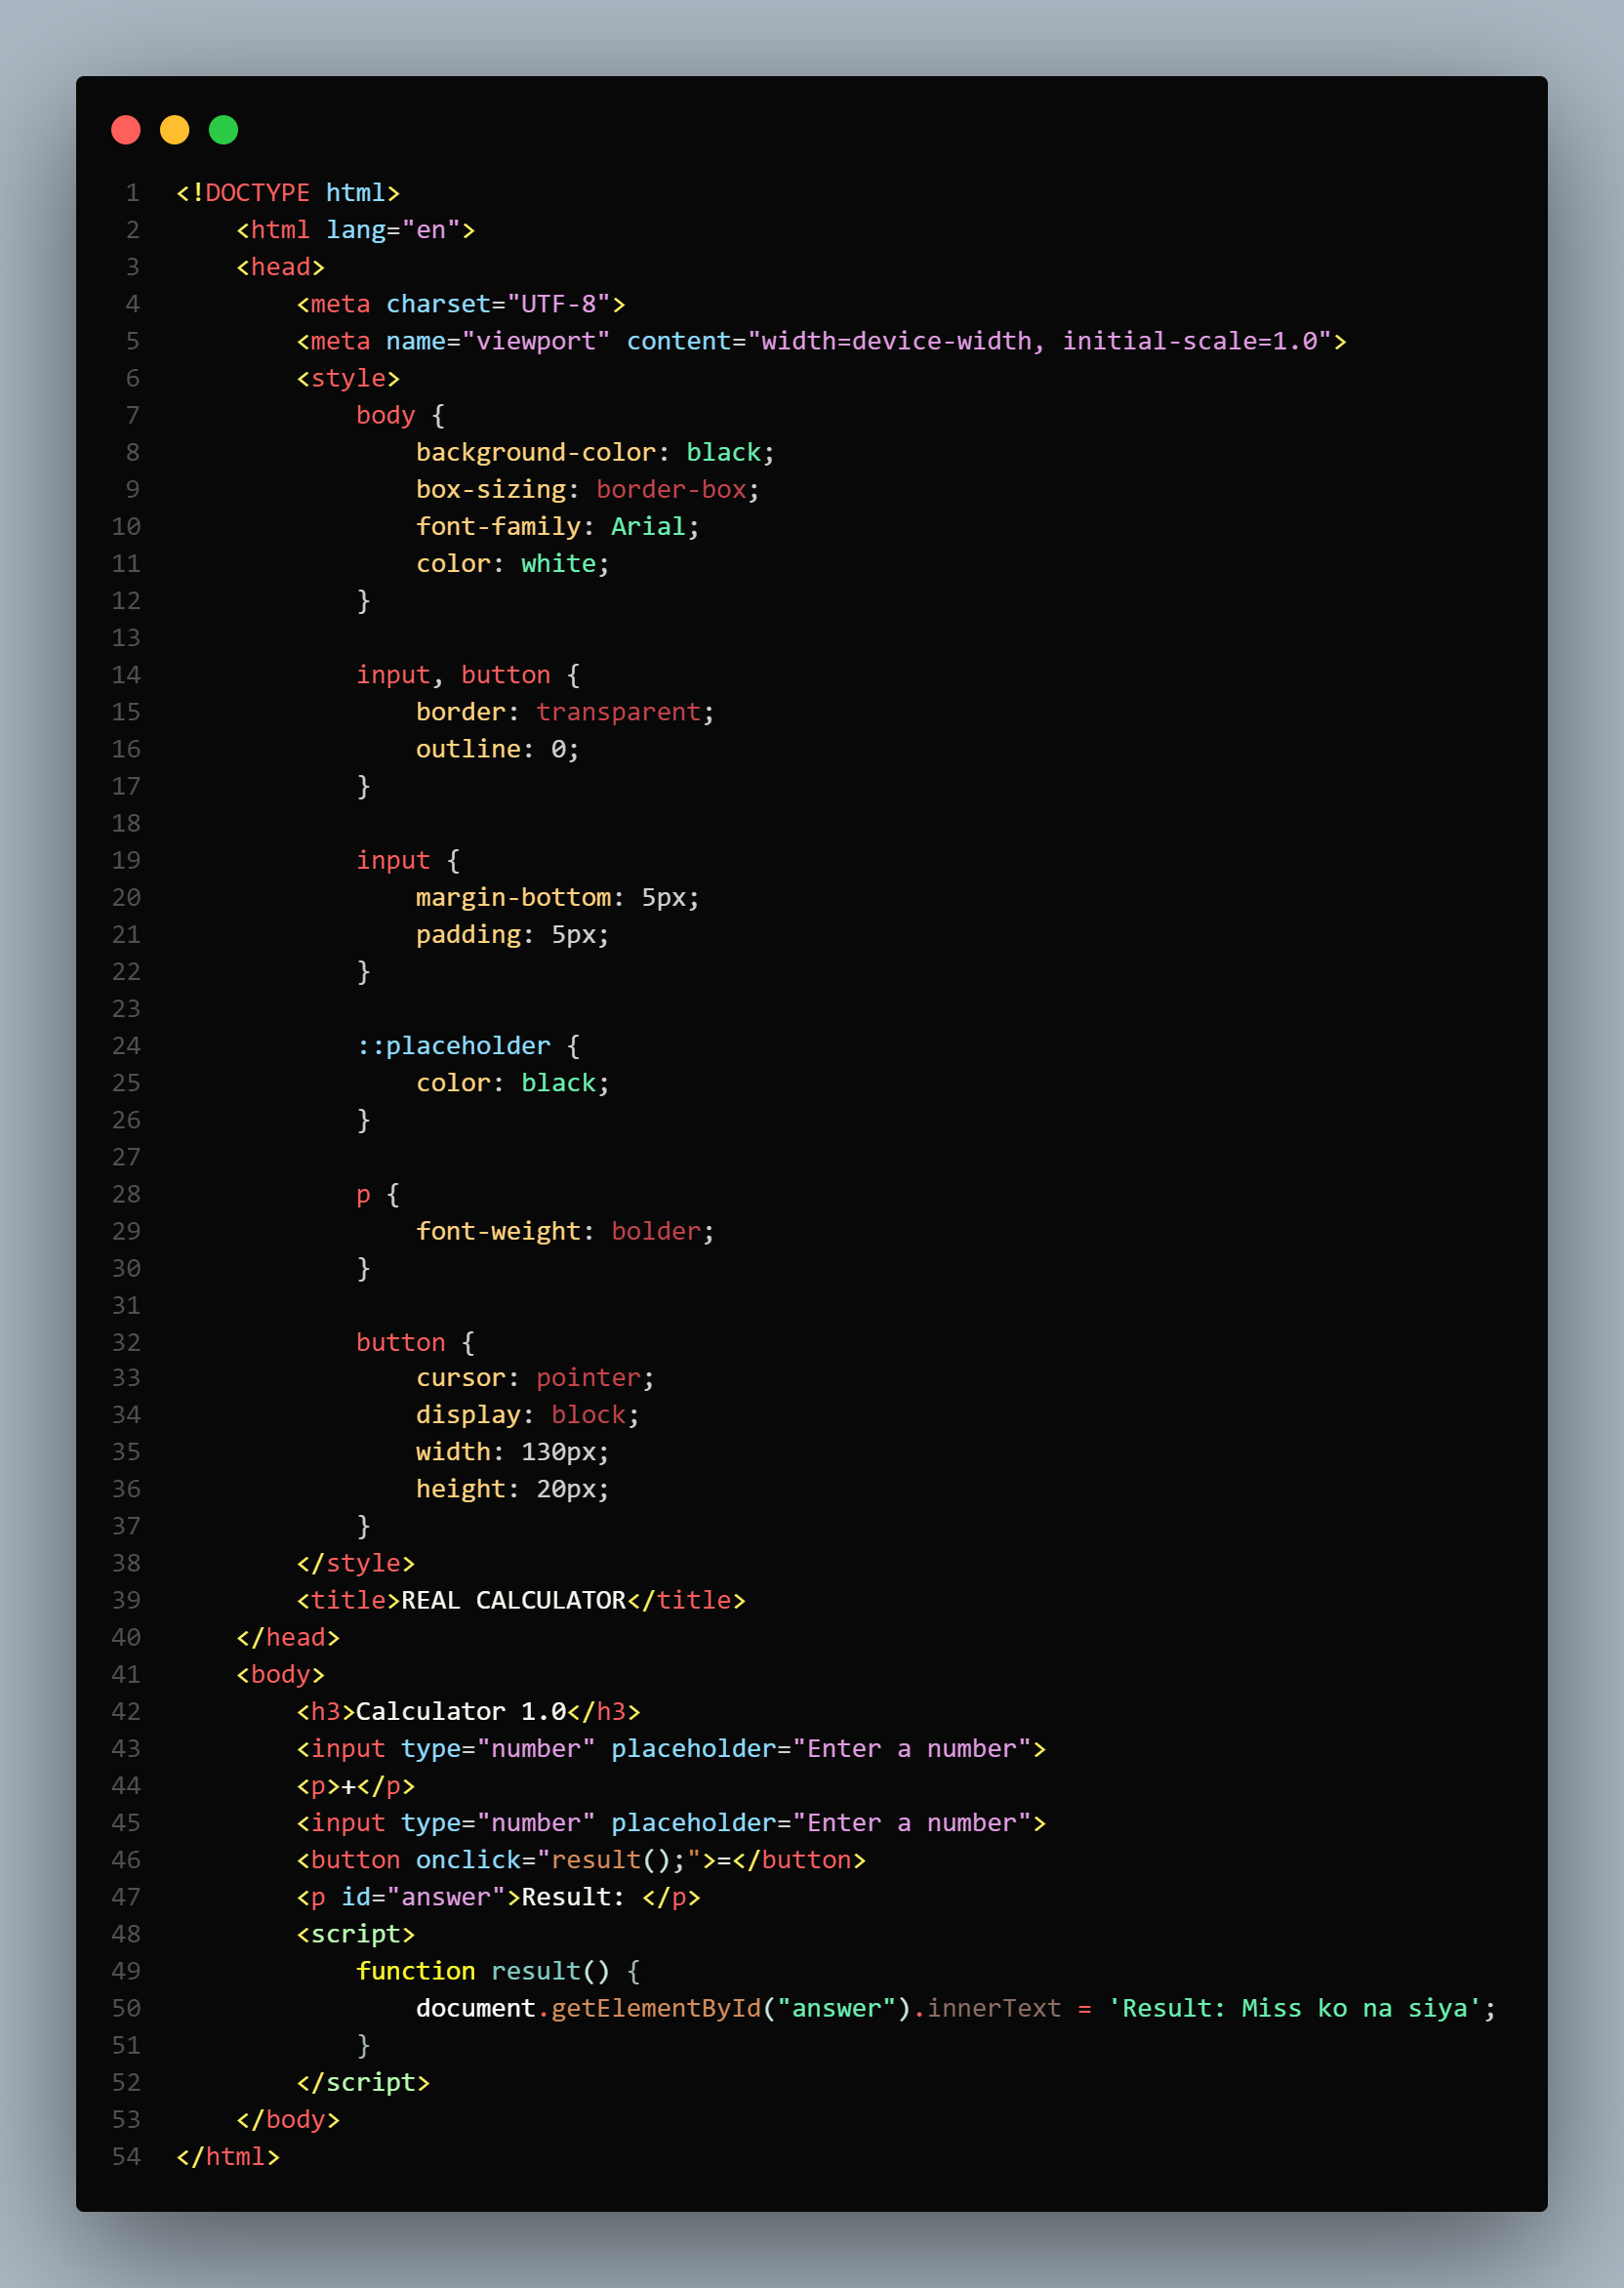 1 <!DOCTYPE html>
2     <html lang="en">
3     <head>
4         <meta charset="UTF-8">
5         <meta name="viewport" content="width=device-width, initial-scale=1.0">
6         <style>
7             body {
8                 background-color: black;
9                 box-sizing: border-box;
10                 font-family: Arial;
11                 color: white;
12             }
13
14             input, button {
15                 border: transparent;
16                 outline: 0;
17             }
18
19             input {
20                 margin-bottom: 5px;
21                 padding: 5px;
22             }
23
24             ::placeholder {
25                 color: black;
26             }
27
28             p {
29                 font-weight: bolder;
30             }
31
32             button {
33                 cursor: pointer;
34                 display: block;
35                 width: 130px;
36                 height: 20px;
37             }
38         </style>
39         <title>REAL CALCULATOR</title>
40     </head>
41     <body>
42         <h3>Calculator 1.0</h3>
43         <input type="number" placeholder="Enter a number">
44         <p>+</p>
45         <input type="number" placeholder="Enter a number">
46         <button onclick="result();">=</button>
47         <p id="answer">Result: </p>
48         <script>
49             function result() {
50                 document.getElementById("answer").innerText = 'Result: Miss ko na siya';
51             }
52         </script>
53     </body>
54 </html>